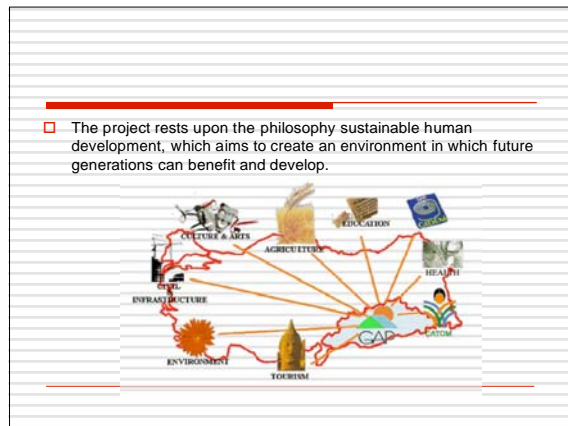 The project rests upon the philosophy sustainable human
development, which aims to create an environment in which future
generations can benefit and develop.
CULTURE & ARTS
AGRICULTURE
EDUCATION
HEALTH
CIVIL
INFRASTRUCTURE
GAP
ÇATOM
ENVIRONMENT
TOURISM